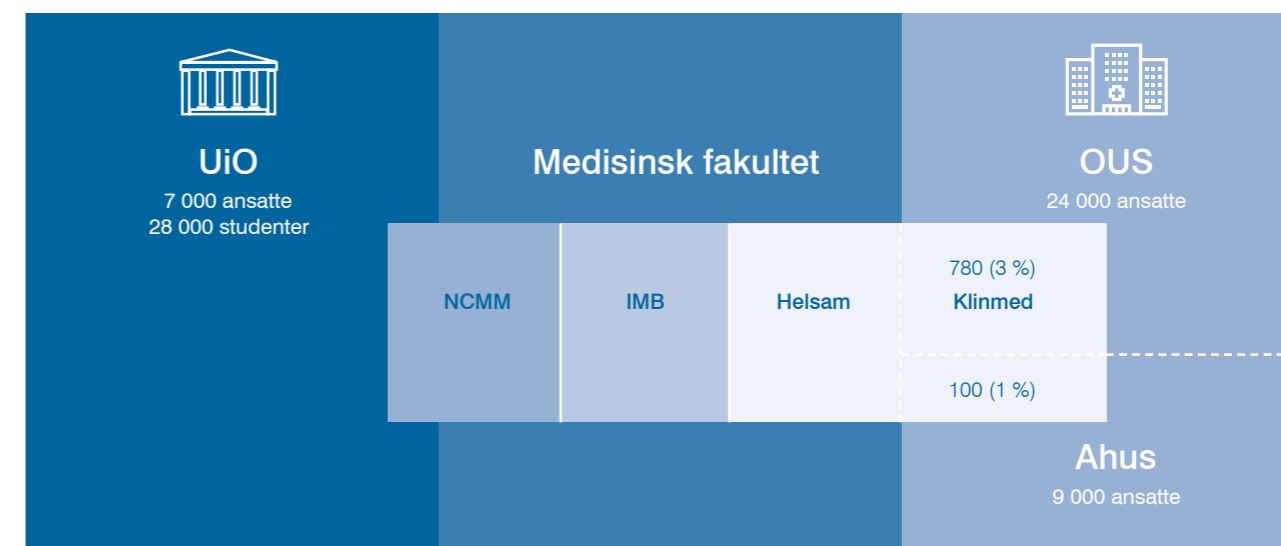 UiO
7 000 ansatte
28 000 studenter
Medisinsk fakultet
OUS
24 000 ansatte
NCMM
IMB
Helsam
780 (3 %)
Klinmed
100 (1 %)
Ahus
9 000 ansatte